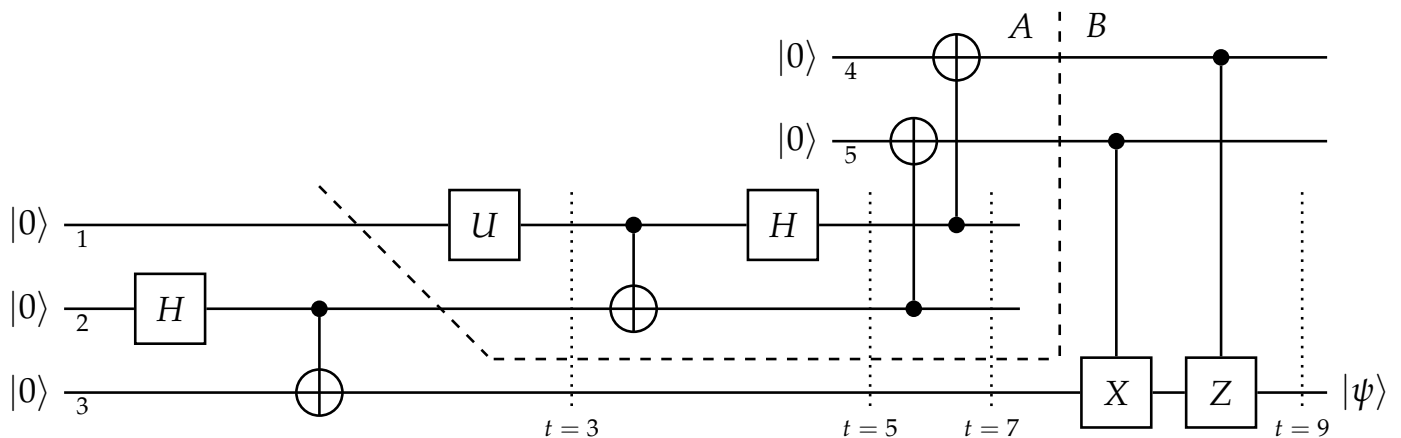 A B
|0⟩ 4
|0⟩ 5
|0⟩ 1 U H
|0⟩ 2 H
|0⟩ 3 X Z |ψ⟩
t = 3 t = 5 t = 7 t = 9